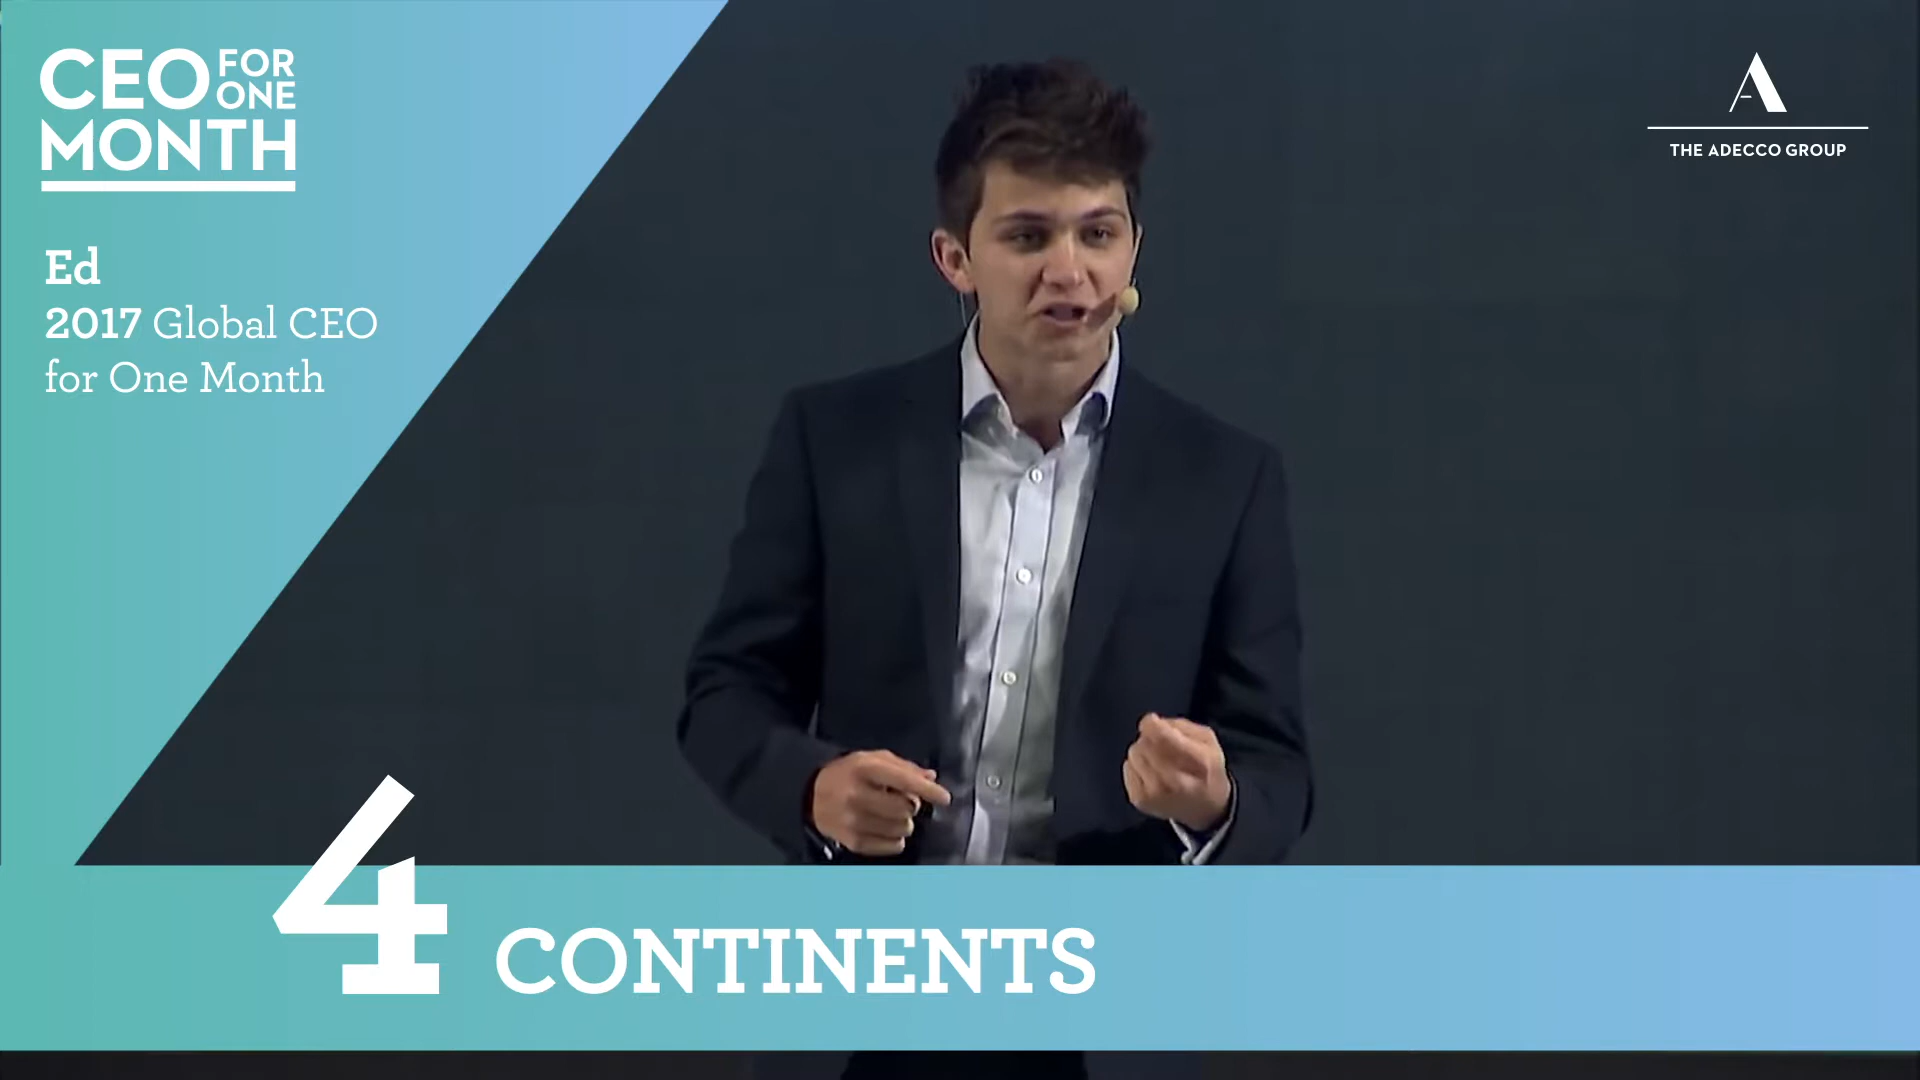 CEO FOR ONE
MONTH
Ed
2017 Global CEO
for One Month
A
THE ADECCO GROUP
4 CONTINENTS